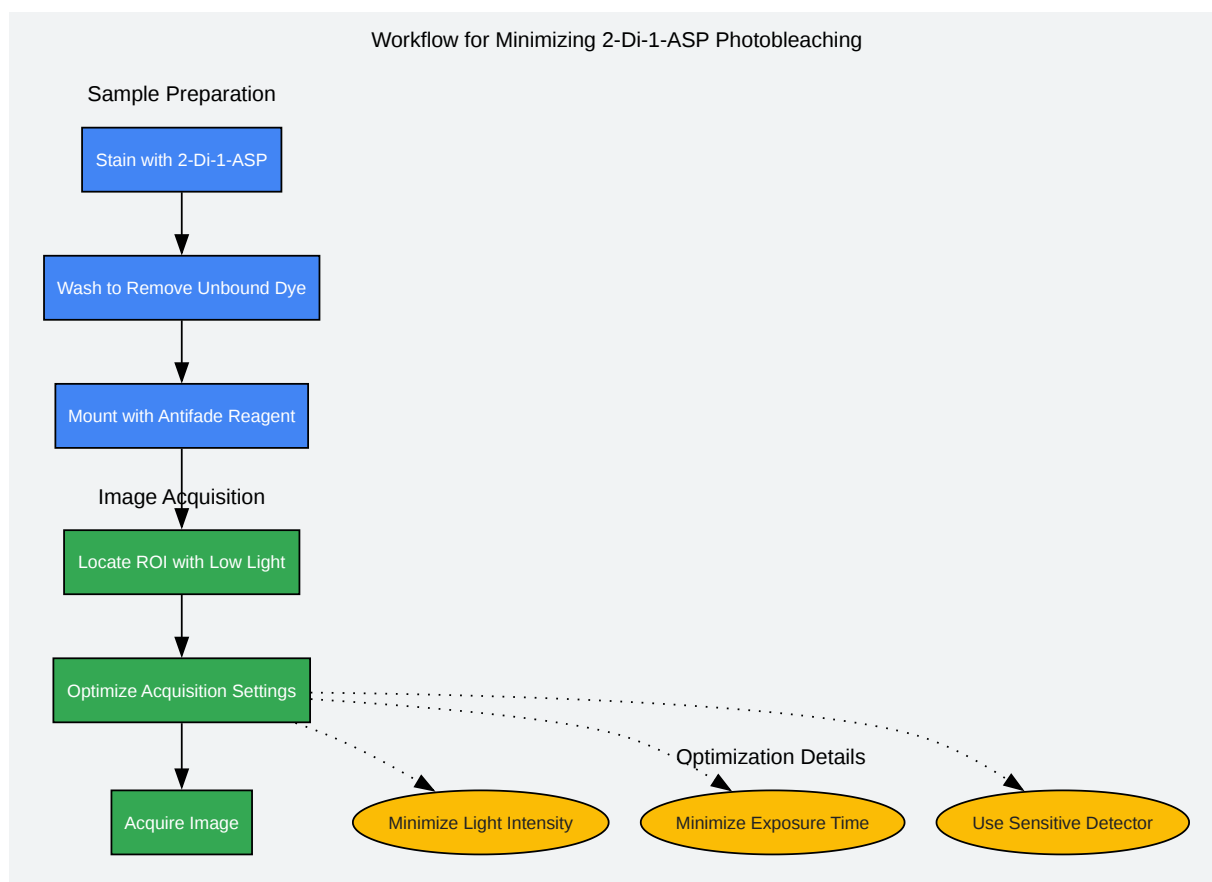 Workflow for Minimizing 2-Di-1-ASP Photobleaching
Sample Preparation
Stain with 2-Di-1-ASP
Wash to Remove Unbound Dye
Mount with Antifade Reagent
Image Acquisition
Locate ROI with Low Light
Optimize Acquisition Settings
Optimization Details
Acquire Image
Minimize Light Intensity
Minimize Exposure Time
Use Sensitive Detector